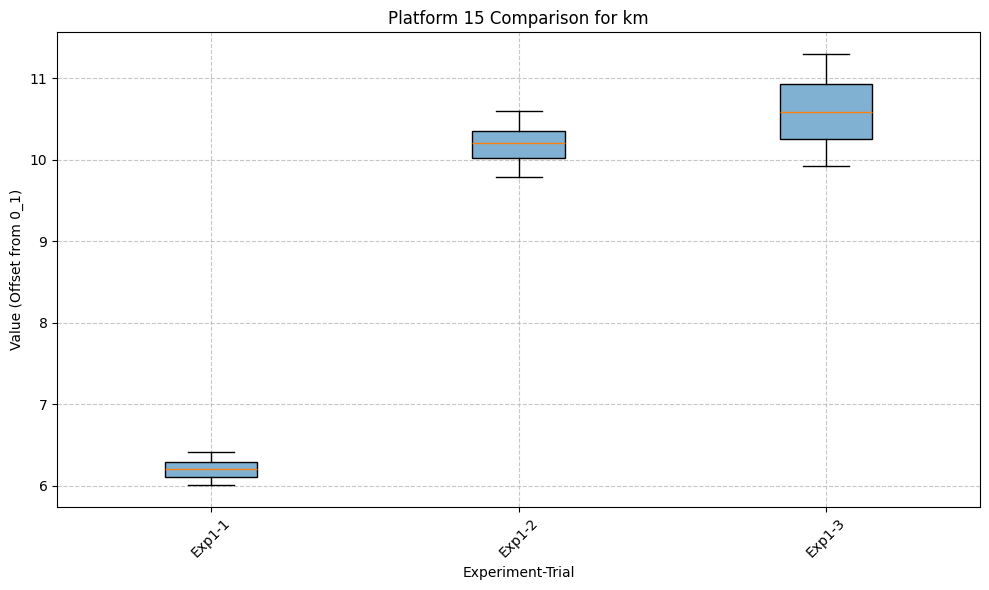 Platform 15 Comparison for km
Value (Offset from 0_1)
11
10
9
8
7
6
Exp1-1
Exp1-2
Exp1-3
Experiment-Trial